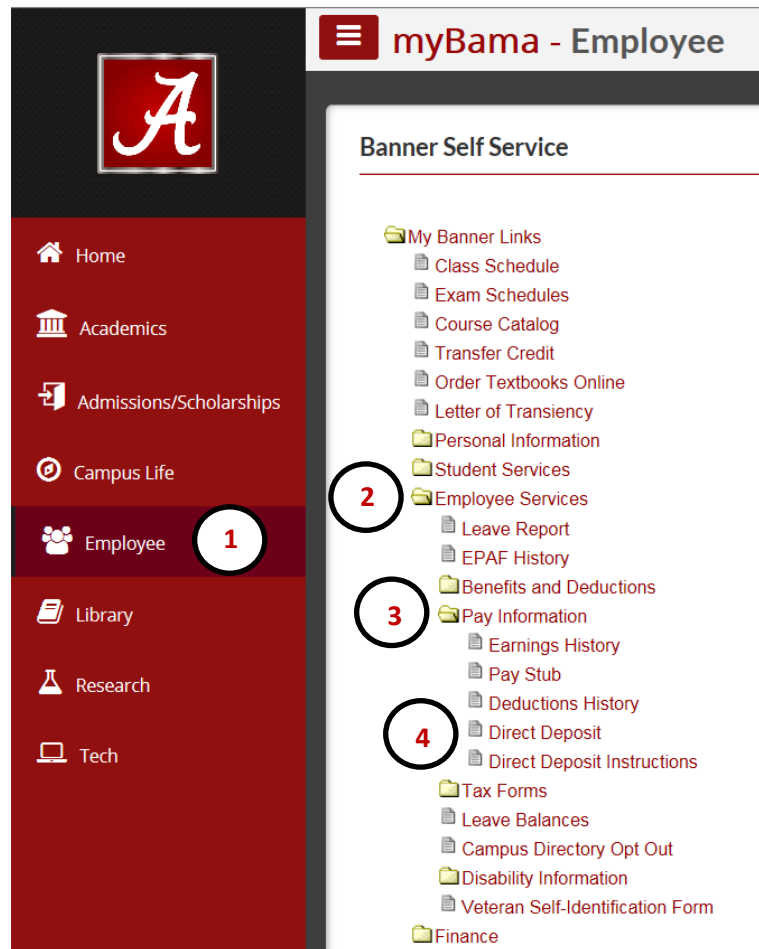 A
Home
Academics
Admissions/Scholarships
Campus Life
Employee
1
Library
Research
Tech
myBama - Employee
Banner Self Service
My Banner Links
Class Schedule
Exam Schedules
Course Catalog
Transfer Credit
Order Textbooks Online
Letter of Transiency
Personal Information
Student Services
2 Employee Services
Leave Report
EPAF History
Benefits and Deductions
3 Pay Information
Earnings History
Pay Stub
Deductions History
4 Direct Deposit
Direct Deposit Instructions
Tax Forms
Leave Balances
Campus Directory Opt Out
Disability Information
Veteran Self-Identification Form
Finance